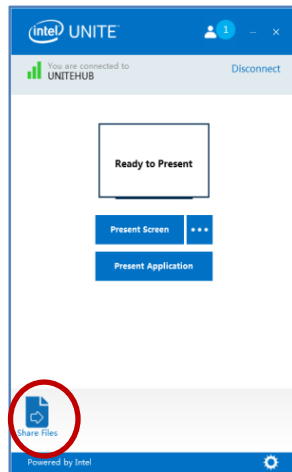 intel UNITE™
1
You are connected to
UNITEHUB
Disconnect
Ready to Present
Present Screen
Present Application
Share Files
Powered by Intel